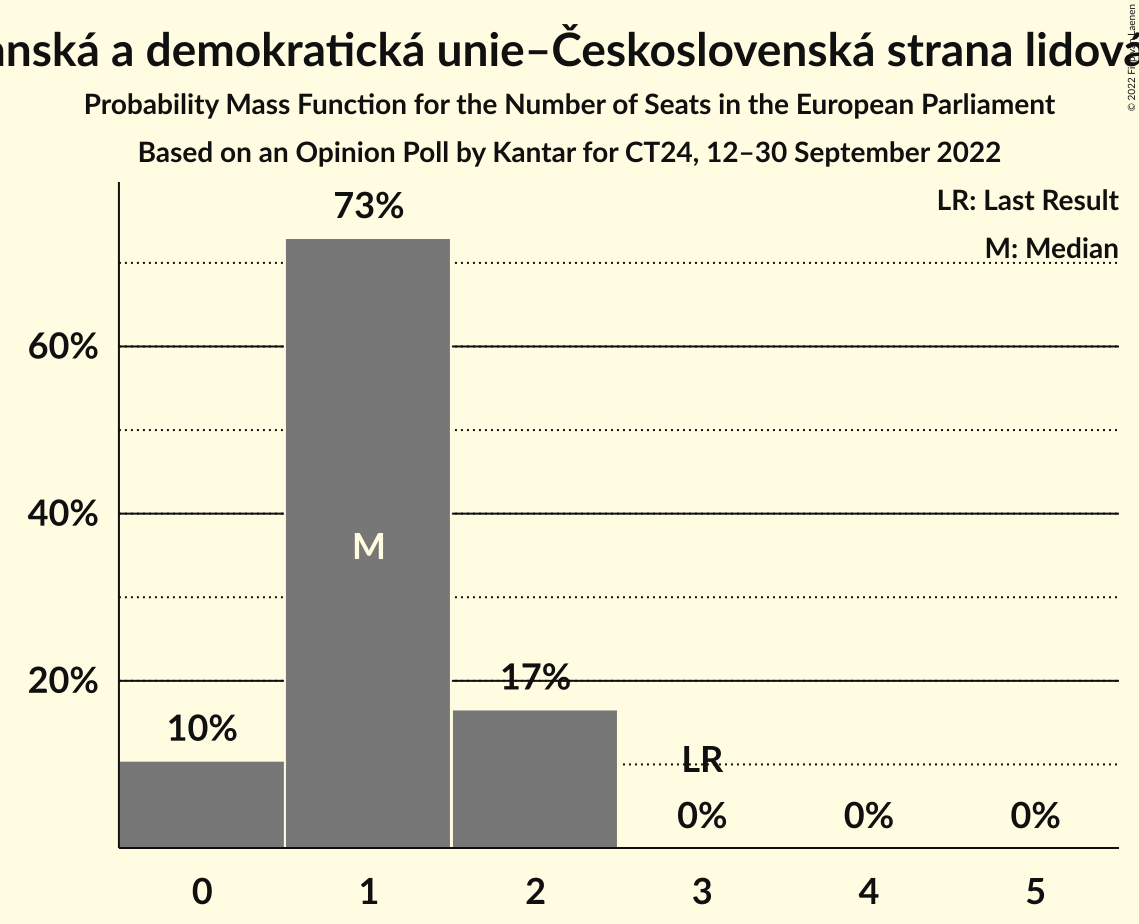 nská a demokratická unie–Československá strana lidov
Probability Mass Function for the Number of Seats in the European Parliament
Based on an Opinion Poll by Kantar for CT24, 12–30 September 2022
© 2022 Laenen
LR: Last Result
M: Median
73%
60%
M
40%
17%
20%
10%
LR
0% 0% 0%
0 1 2 3 4 5